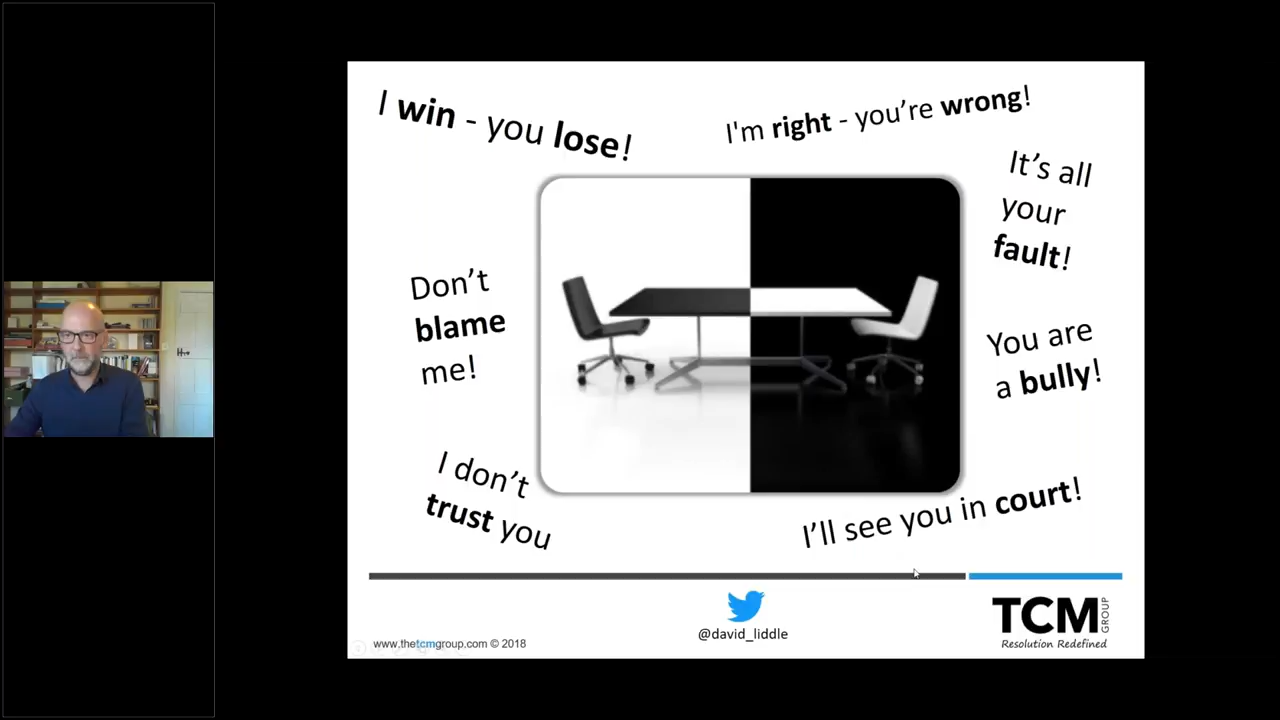 I win - you lose!
I'm right - you're wrong!
It's all
your
fault!
Don't
blame
me!
You are
a bully!
I don't
trust you
I'll see you in court!
@david_liddle
www.thetcmgroup.com © 2018
TCM GROUP
Resolution Redefined